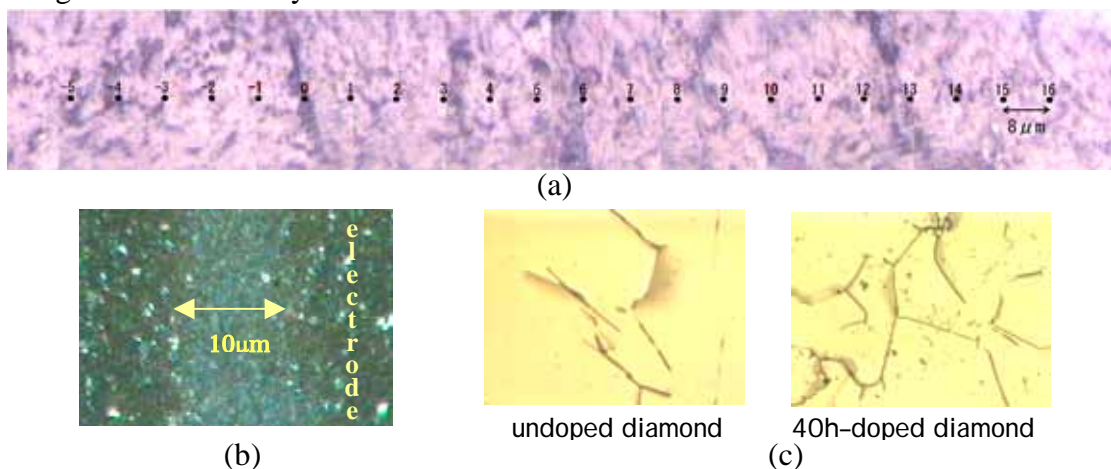 -5 -4 -3 -2 -1 0 1 2 3 4 5 6 7 8 9 10 11 12 13 14 15 16
8 μm
(a)
electrode
10um
undoped diamond
40h-doped diamond
(b)
(c)